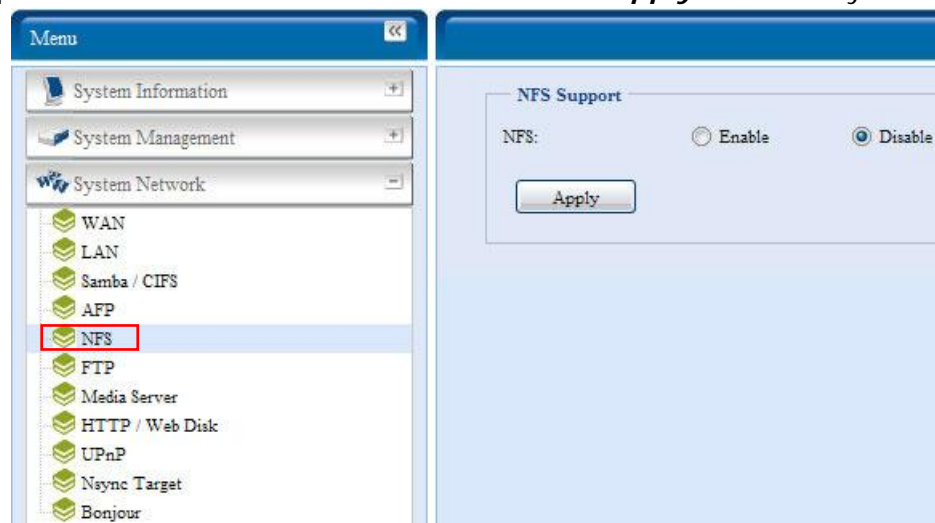 Menu
System Information
System Management
System Network
WAN
LAN
Samba / CIFS
AFP
NFS
FTP
Media Server
HTTP / Web Disk
UPnP
Nsync Target
Bonjour
NFS Support
NFS: Enable Disable
Apply